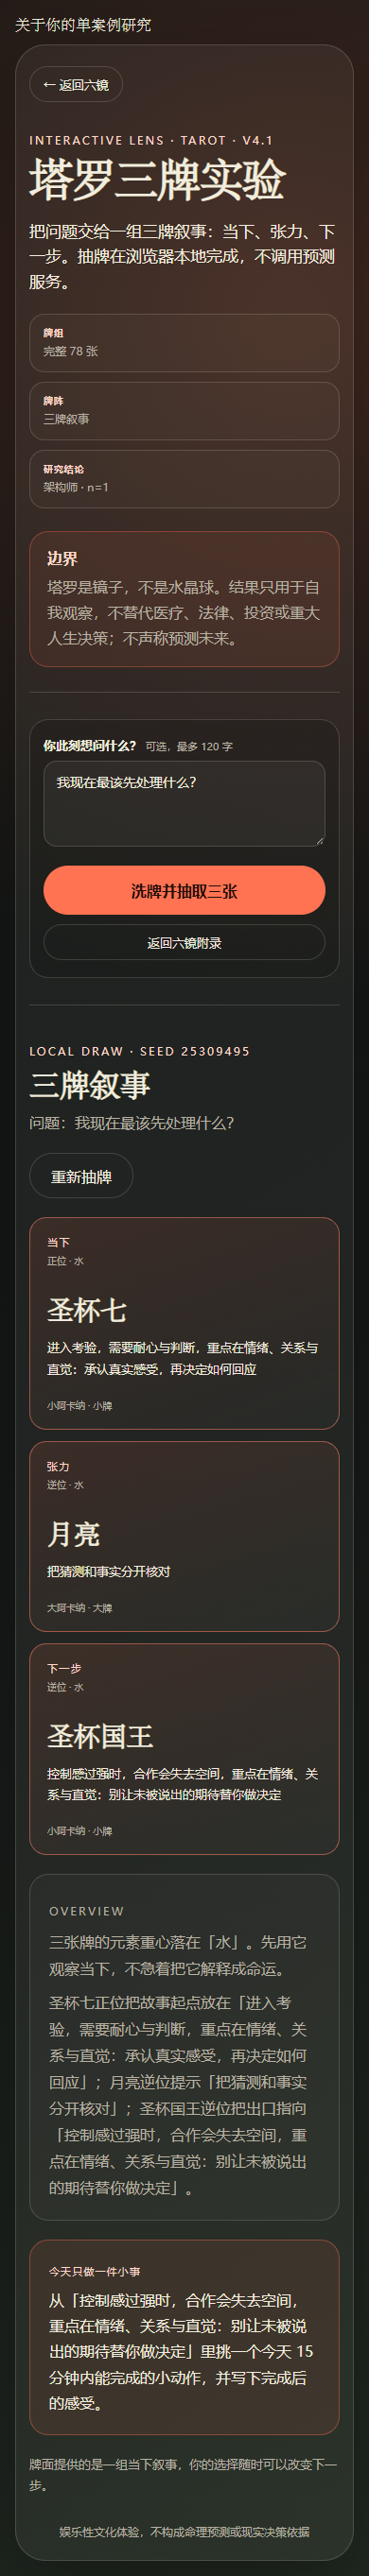 关于你的单案例研究
← 返回六镜
INTERACTIVE LENS · TAROT · V4.1
塔罗三牌实验
把问题交给一组三牌叙事：当下、张力、下
一步。抽牌在浏览器本地完成，不调用预测
服务。
牌组
完整 78 张
牌阵
三牌叙事
研究结论
架构师 · n=1
边界
塔罗是镜子，不是水晶球。结果只用于自
我观察，不替代医疗、法律、投资或重大
人生决策；不声称预测未来。
你此刻想问什么？ 可选，最多 120 字
我现在最该先处理什么？
洗牌并抽取三张
返回六镜附录
LOCAL DRAW · SEED 25309495
三牌叙事
问题：我现在最该先处理什么？
重新抽牌
当下
正位 · 水
圣杯七
进入考验，需要耐心与判断，重点在情绪、关系与
直觉：承认真实感受，再决定如何回应
小阿卡纳 · 小牌
张力
逆位 · 水
月亮
把猜测和事实分开核对
大阿卡纳 · 大牌
下一步
逆位 · 水
圣杯国王
控制感过强时，合作会失去空间，重点在情绪、关
系与直觉：别让未被说出的期待替你做决定
小阿卡纳 · 小牌
OVERVIEW
三张牌的元素重心落在「水」。先用它
观察当下，不急着把它解释成命运。
圣杯七正位把故事起点放在「进入考
验，需要耐心与判断，重点在情绪、关
系与直觉：承认真实感受，再决定如何
回应」；月亮逆位提示「把猜测和事实
分开核对」；圣杯国王逆位把出口指向
「控制感过强时，合作会失去空间，重
点在情绪、关系与直觉：别让未被说出
的期待替你做决定」。
今天只做一件小事
从「控制感过强时，合作会失去空间，
重点在情绪、关系与直觉：别让未被说
出的期待替你做决定」里挑一个今天 15
分钟内能完成的小动作，并写下完成后
的感受。
牌面提供的是一组当下叙事，你的选择随时可以改变下一
步。
娱乐性文化体验，不构成命理预测或现实决策依据